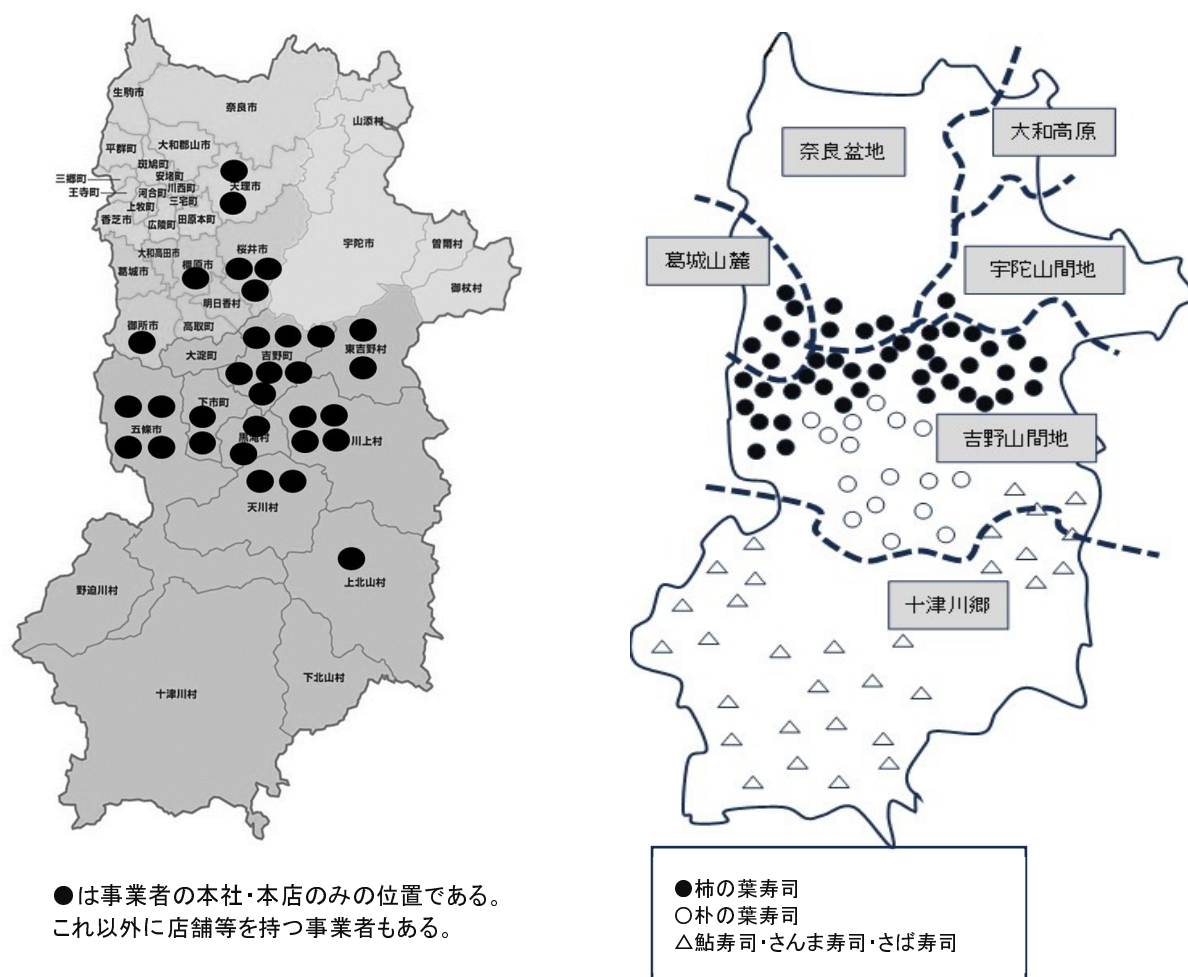 生駒市
奈良市
山添村
平群町
大和郡山市
斑鳩町
安堵町
三郷町
王寺町
河合町
川西町
三宅町
天理市
上牧町
香芝市
広陵町
田原本町
大和高田市
橿原市
桜井市
宇陀市
曽爾村
葛城市
御杖村
明日香村
御所市
高取町
大淀町
吉野町
東吉野村
下市町
五條市
黒滝村
川上村
天川村
上北山村
野迫川村
下北山村
十津川村
●は事業者の本社・本店のみの位置である。
これ以外に店舗等を持つ事業者もある。
大和高原
奈良盆地
葛城山麓
宇陀山間地
吉野山間地
十津川郷
●柿の葉寿司
○朴の葉寿司
△鮎寿司・さんま寿司・さば寿司